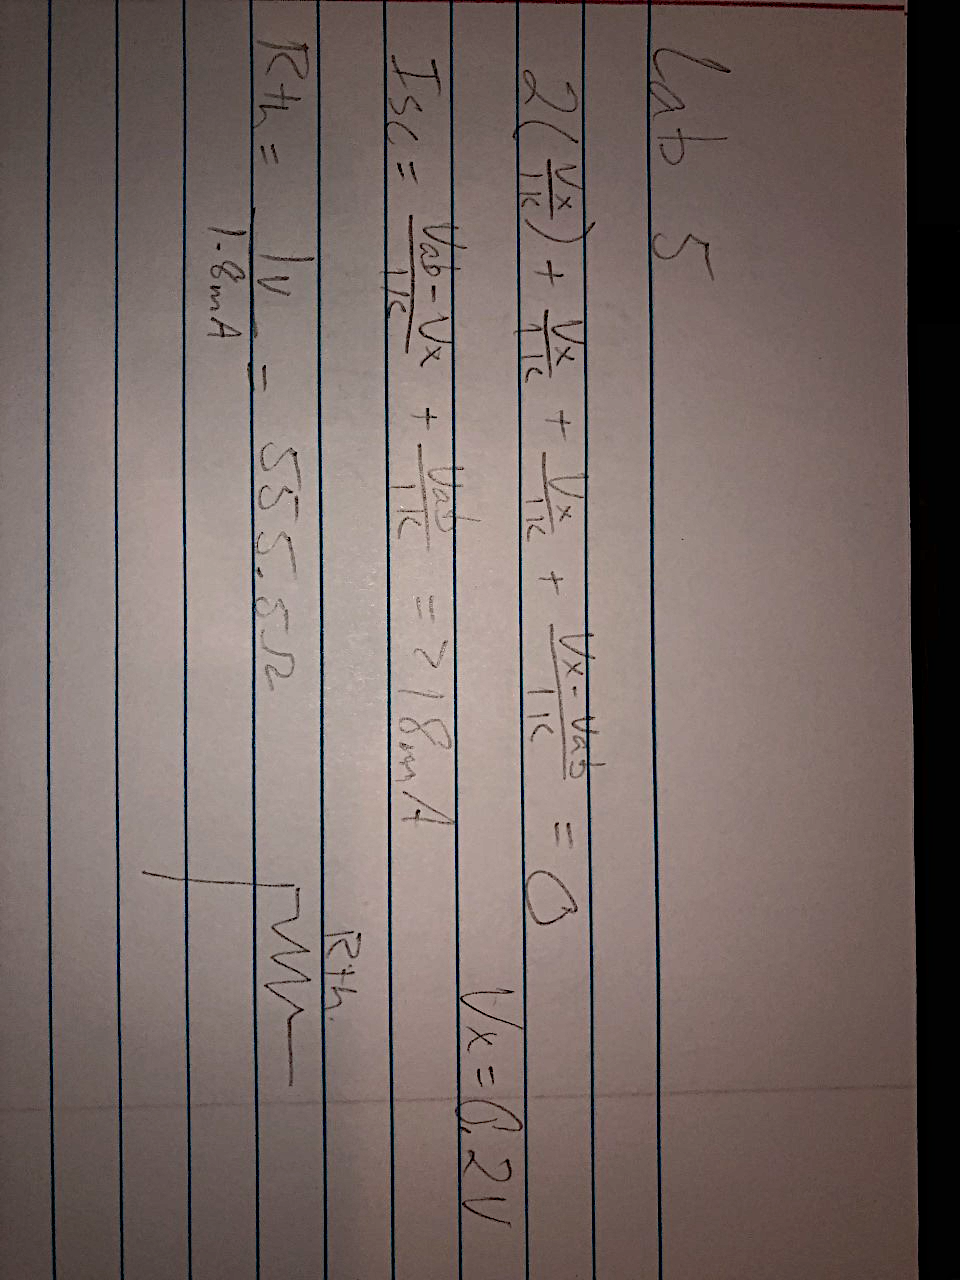 Lab 5
2(Vx/1k) + Vx/1k + Vx/1k + Vx-Vab/1k = 0
Vx = 0.2V
Isc = Vab-Vx/1k + Vab/1k => 1.8mA
Rth = 1V/1.8mA = 555.5Ω
Rth